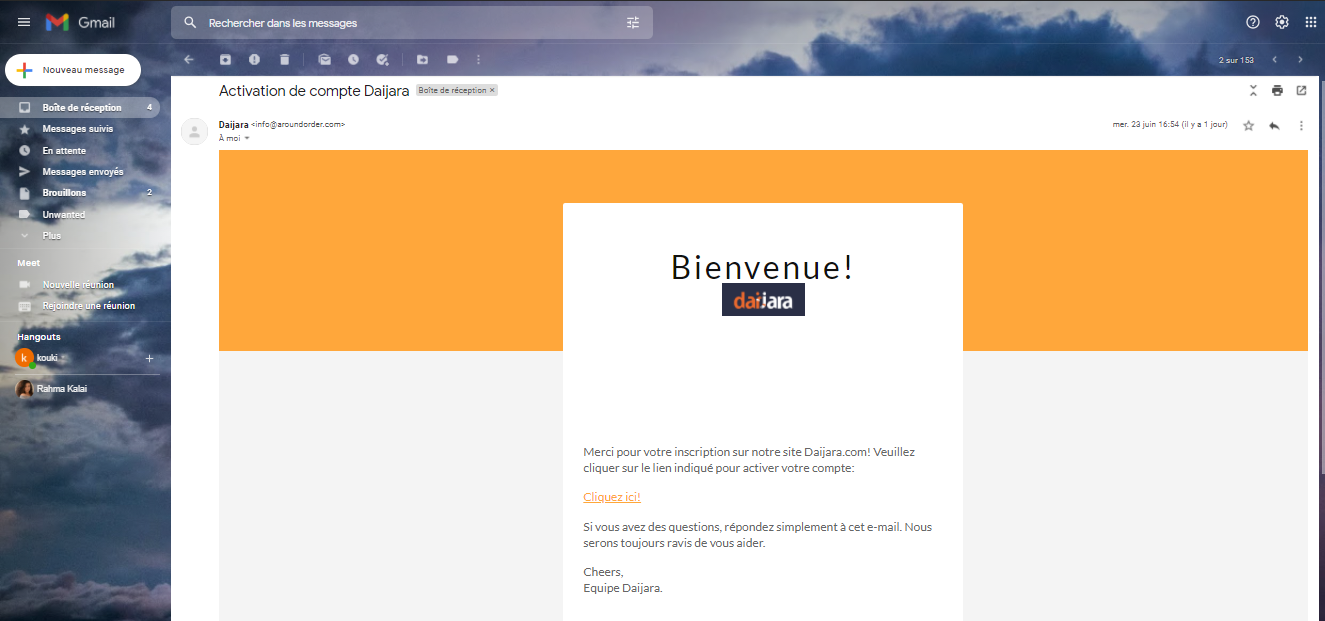 Gmail
Rechercher dans les messages
Nouveau message
2 sur 153
Boîte de réception 4
Messages suivis
En attente
Messages envoyés
Brouillons 2
Unwanted
Plus
Meet
Nouvelle réunion
Rejoindre une réunion
Hangouts
k kouki
Rahma Kalai
Activation de compte Daijara Boîte de réception ×
Daijara <info@aroundorder.com> mer. 23 juin 16:54 (il y a 1 jour)
À moi
Bienvenue!
daijara
Merci pour votre inscription sur notre site Daijara.com! Veuillez
cliquer sur le lien indiqué pour activer votre compte:
Cliquez ici!
Si vous avez des questions, répondez simplement à cet e-mail. Nous
serons toujours ravis de vous aider.
Cheers,
Equipe Daijara.